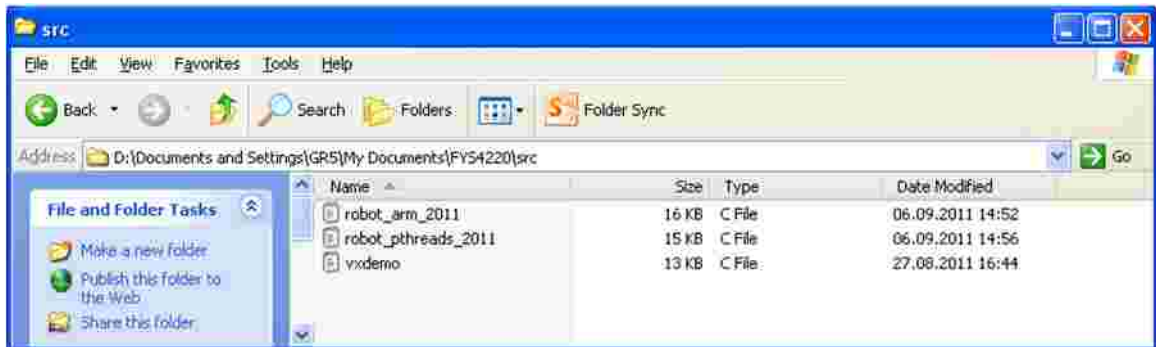 src
File Edit View Favorites Tools Help
Back Search Folders Folder Sync
Address D:\Documents and Settings\GR5\My Documents\FYS4220\src Go
Name Size Type Date Modified
File and Folder Tasks
robot_arm_2011 16 KB C File 06.09.2011 14:52
Make a new folder robot_pthreads_2011 15 KB C File 06.09.2011 14:56
Publish this folder to vxdemo 13 KB C File 27.08.2011 16:44
the Web
Share this folder